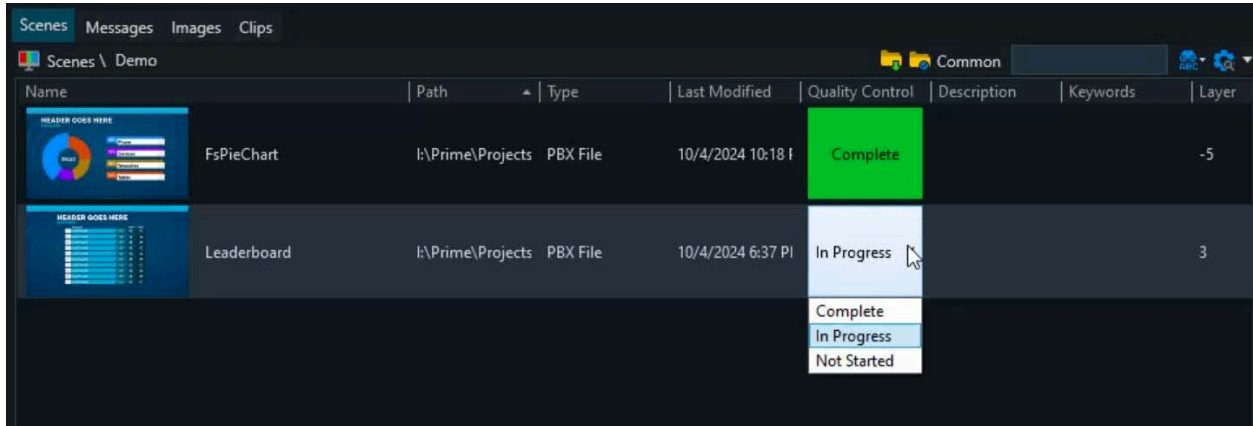 Scenes Messages Images Clips
Scenes \ Demo Common
Name Path Type Last Modified Quality Control Description Keywords Layer
HEADER GOES HERE
FsPieChart I:\Prime\Projects PBX File 10/4/2024 10:18 Complete -5
HEADER GOES HERE
Leaderboard I:\Prime\Projects PBX File 10/4/2024 6:37 PI In Progress 3
Complete
In Progress
Not Started